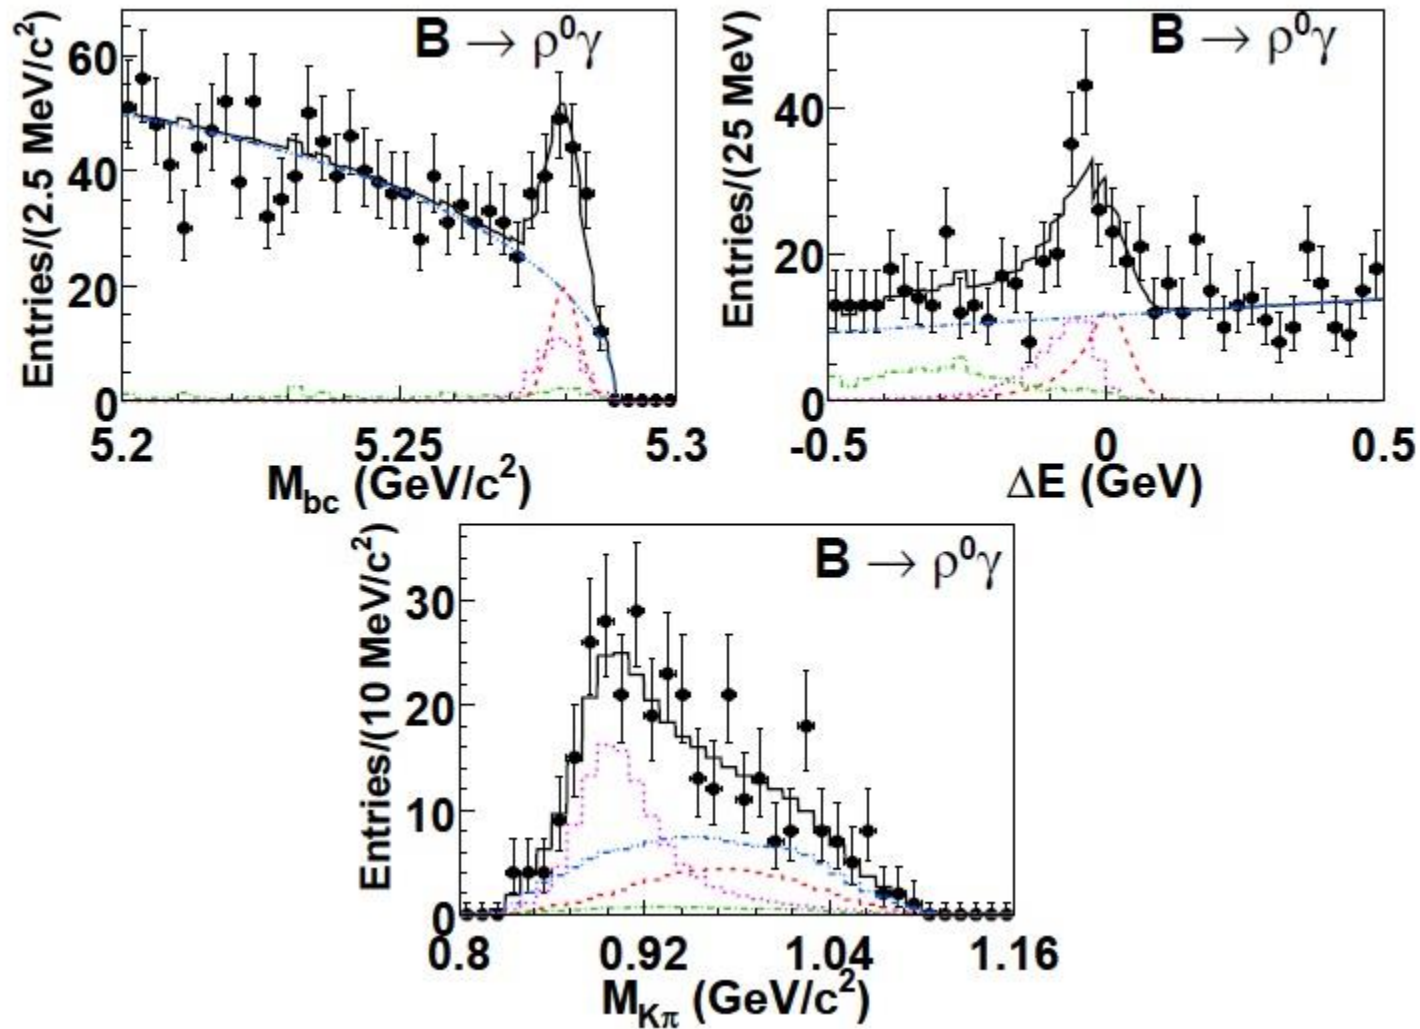 B → ρ⁰γ
Entries/(2.5 MeV/c²)
60
40
20
0
5.2 5.25 5.3
M_bc (GeV/c²)
B → ρ⁰γ
Entries/(25 MeV)
40
20
0
-0.5 0 0.5
ΔE (GeV)
B → ρ⁰γ
Entries/(10 MeV/c²)
30
20
10
0
0.8 0.92 1.04 1.16
M_Kπ (GeV/c²)